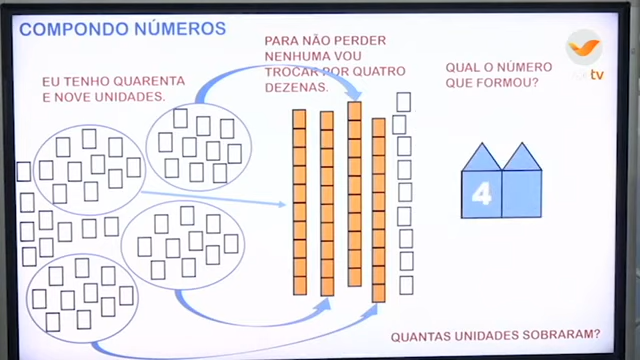 COMPONDO NÚMEROS
EU TENHO QUARENTA
E NOVE UNIDADES.
PARA NÃO PERDER
NENHUMA VOU
TROCAR POR QUATRO
DEZENAS.
QUAL O NÚMERO
QUE FORMOU?
4
QUANTAS UNIDADES SOBRARAM?
tv